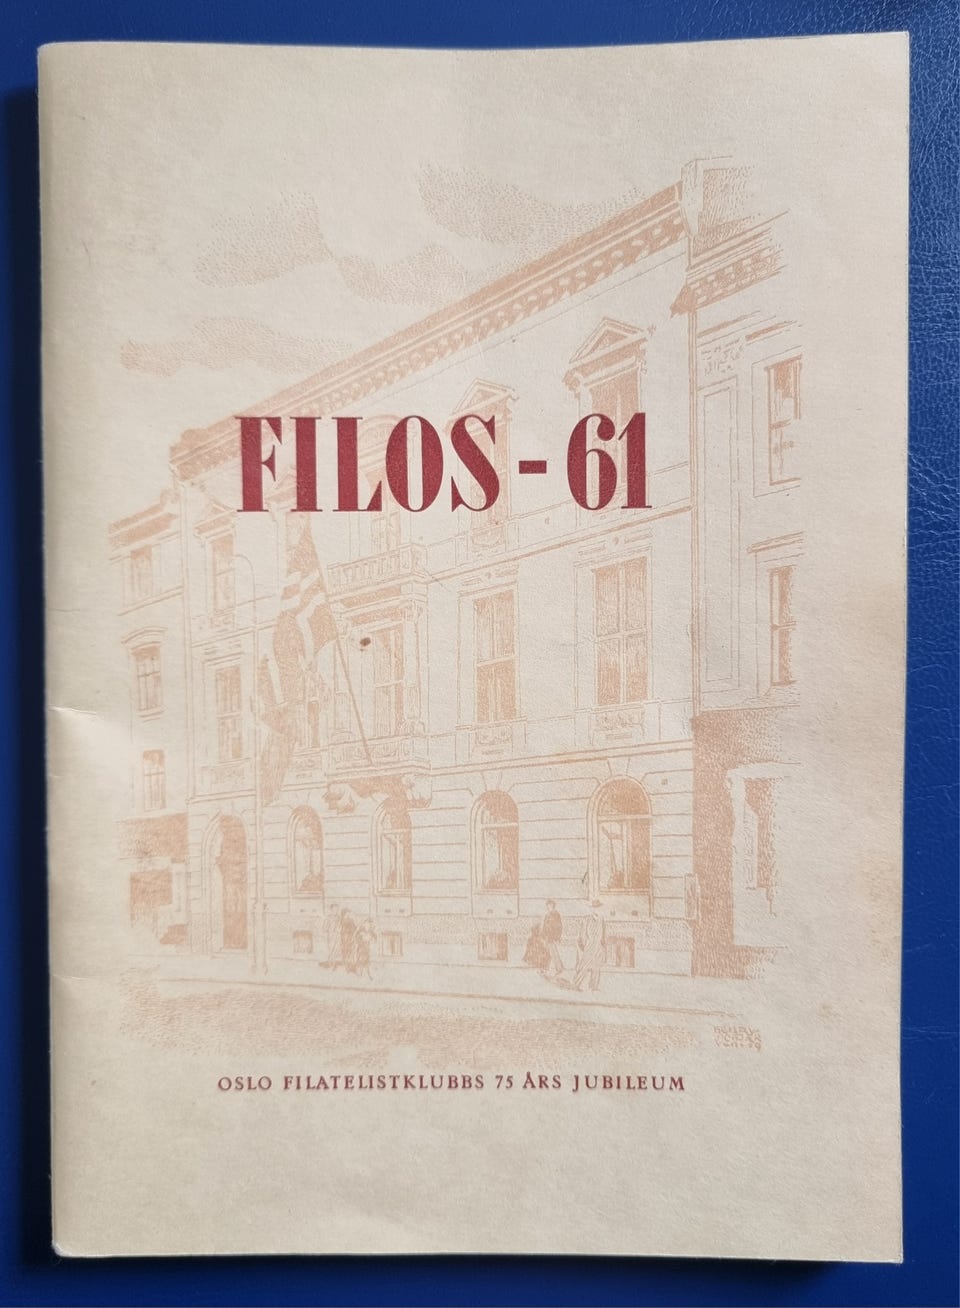 FILOS - 61
OSLO FILATELISTKLUBBS 75 ÅRS JUBILEUM